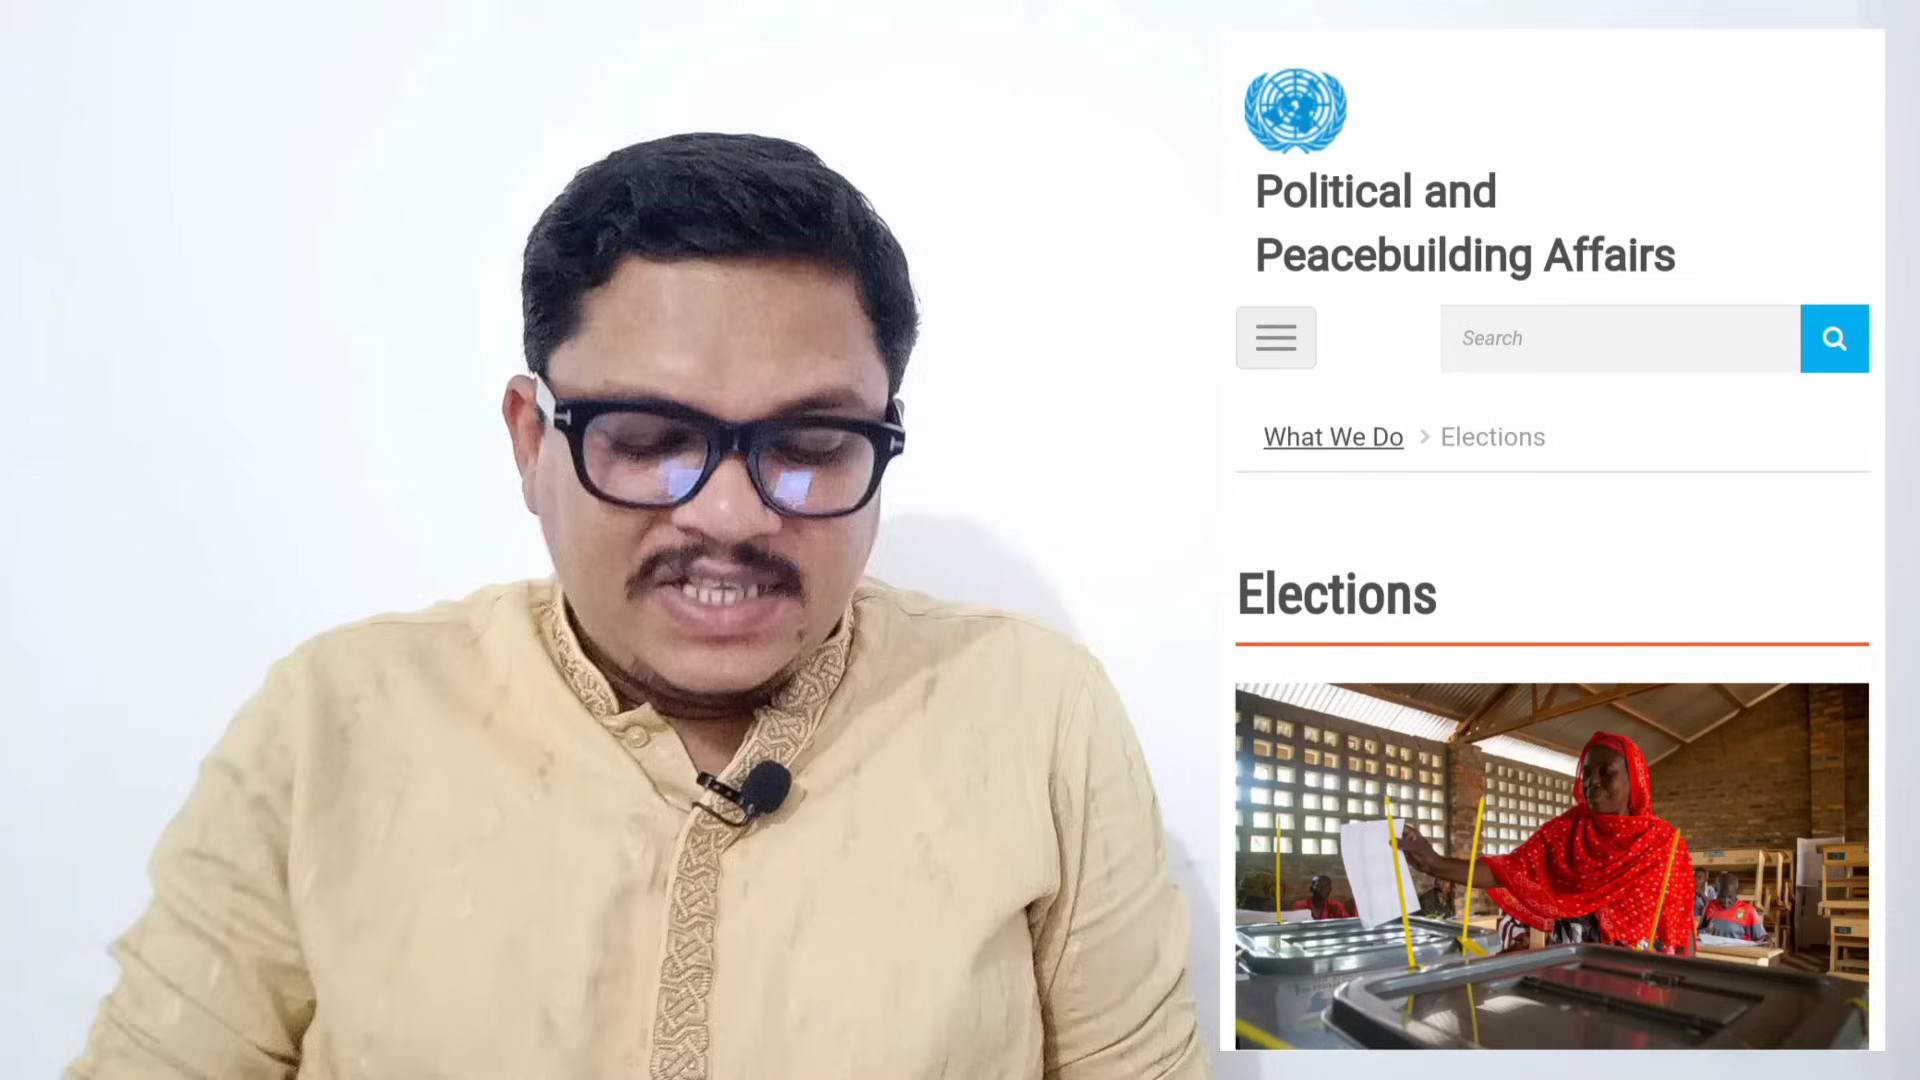 Political and
Peacebuilding Affairs
Search
What We Do > Elections
Elections